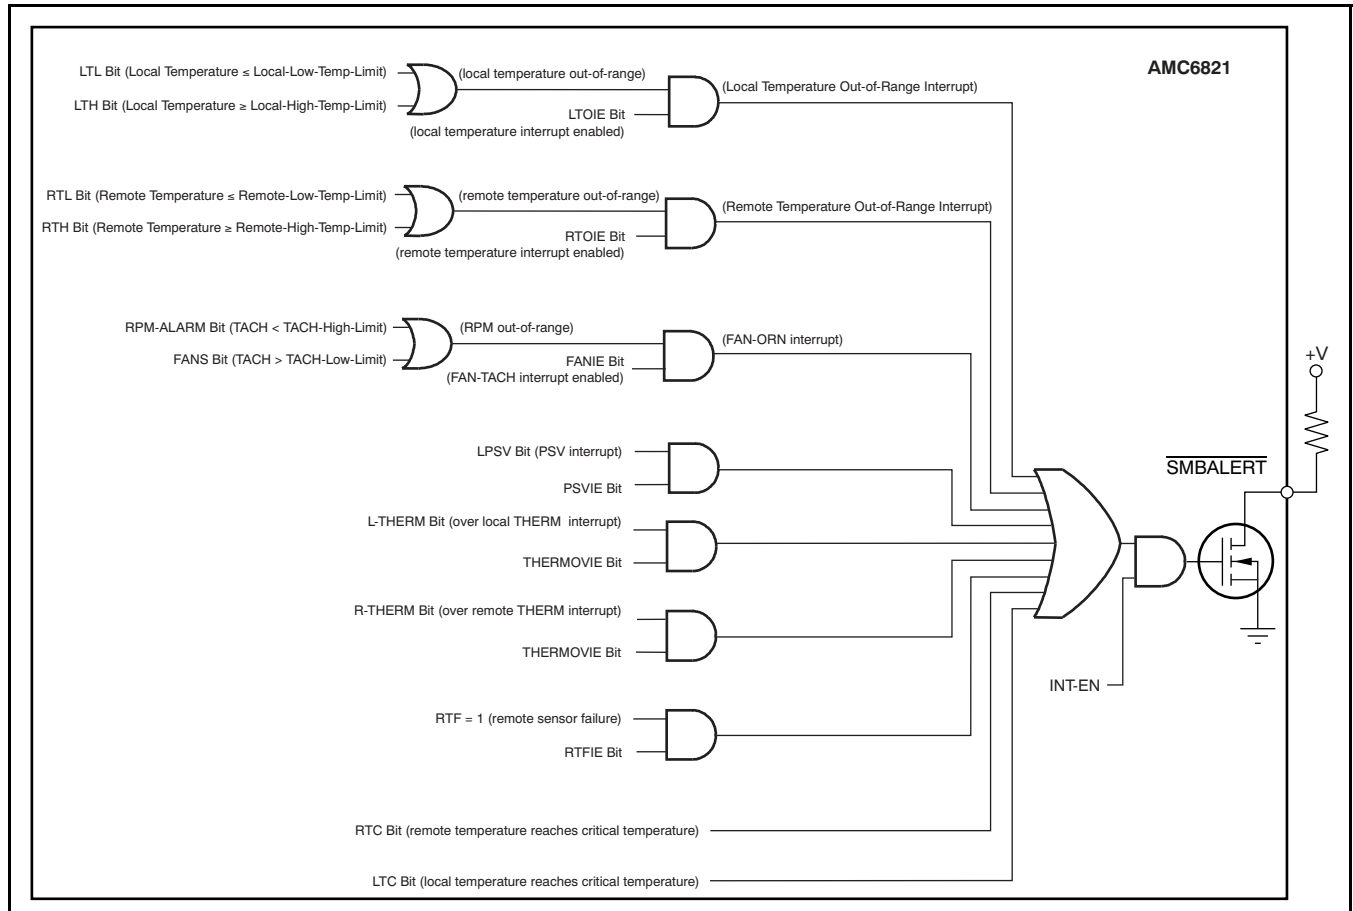 AMC6821
LTL Bit (Local Temperature ≤ Local-Low-Temp-Limit)
(local temperature out-of-range)
(Local Temperature Out-of-Range Interrupt)
LTH Bit (Local Temperature ≥ Local-High-Temp-Limit)
LTOIE Bit
(local temperature interrupt enabled)
RTL Bit (Remote Temperature ≤ Remote-Low-Temp-Limit)
(remote temperature out-of-range)
(Remote Temperature Out-of-Range Interrupt)
RTH Bit (Remote Temperature ≥ Remote-High-Temp-Limit)
RTOIE Bit
(remote temperature interrupt enabled)
RPM-ALARM Bit (TACH < TACH-High-Limit)
(RPM out-of-range)
(FAN-ORN interrupt)
FANS Bit (TACH > TACH-Low-Limit)
FANIE Bit
(FAN-TACH interrupt enabled)
+V
LPSV Bit (PSV interrupt)
SMBALERT
PSVIE Bit
L-THERM Bit (over local THERM interrupt)
THERMOVIE Bit
R-THERM Bit (over remote THERM interrupt)
THERMOVIE Bit
INT-EN
RTF = 1 (remote sensor failure)
RTFIE Bit
RTC Bit (remote temperature reaches critical temperature)
LTC Bit (local temperature reaches critical temperature)